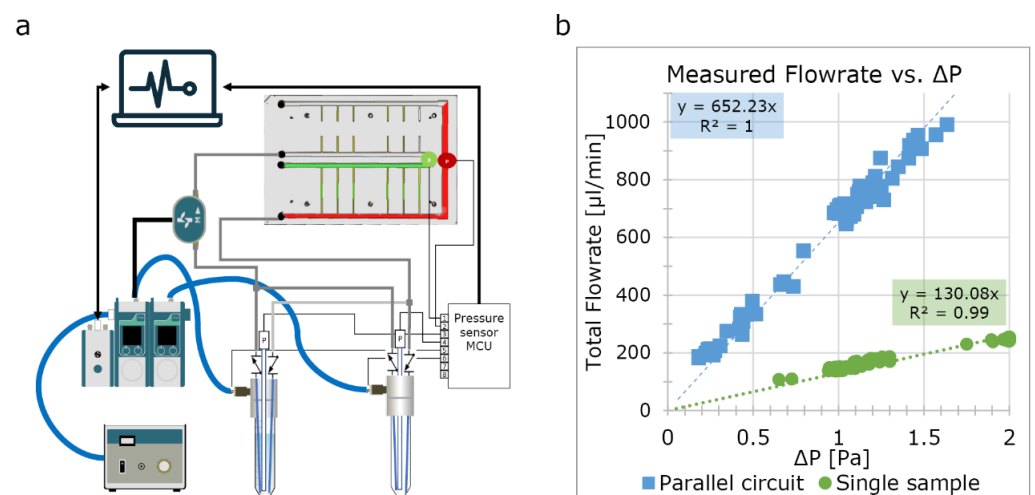 a
P
P
Pressure
sensor
MCU
1
2
3
4
5
6
7
8
P
P
b
Measured Flowrate vs. ΔP
y = 652.23x
R² = 1
y = 130.08x
R² = 0.99
Total Flowrate [µl/min]
1000
800
600
400
200
0
0
0.5
1
1.5
2
ΔP [Pa]
Parallel circuit
Single sample